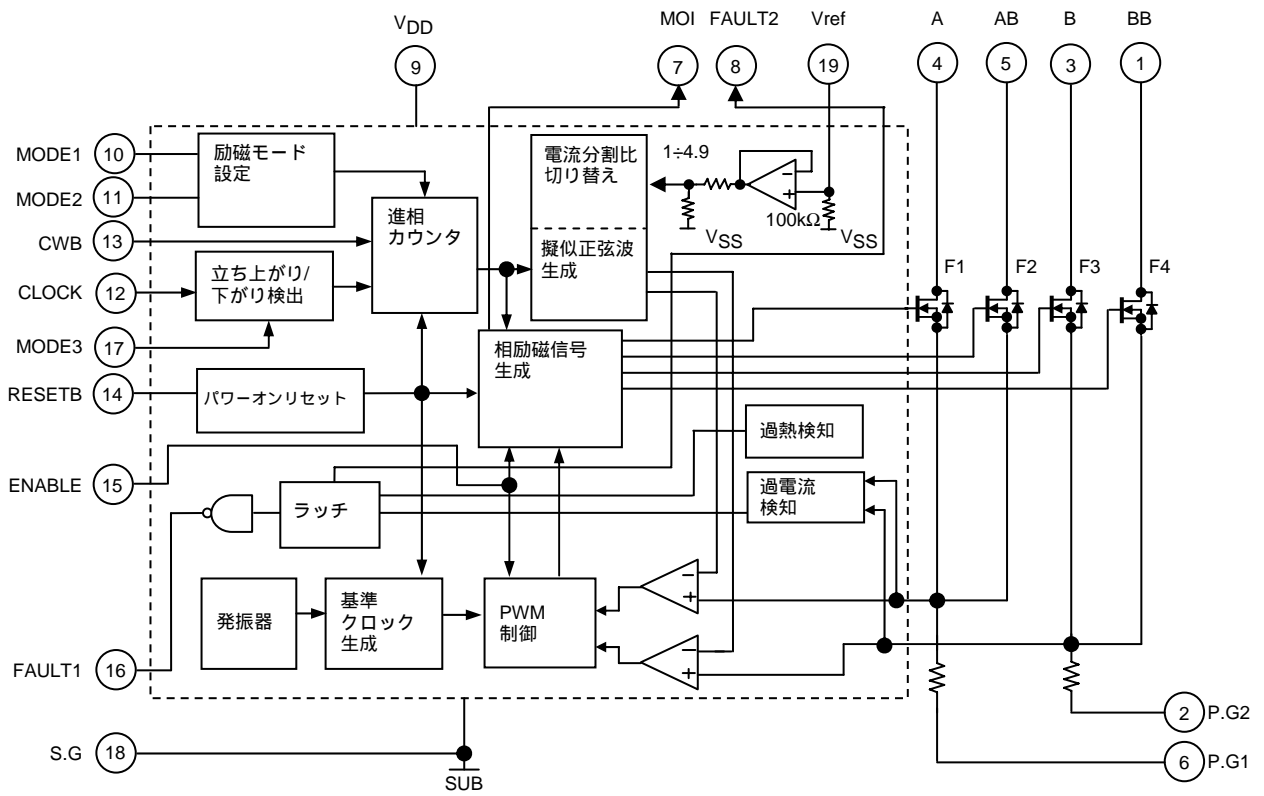 MOI FAULT2 Vref A AB B BB
VDD
9 7 8 19 4 5 3 1
MODE1 10
励磁モード
設定
MODE2 11
CWB 13
進相
カウンタ
電流分割比
切り替え
1÷4.9
−
+
100kΩ
VSS VSS
擬似正弦波
生成
CLOCK 12
立ち上がり/
下がり検出
F1 F2 F3 F4
MODE3 17
相励磁信号
生成
RESETB 14
パワーオンリセット
過熱検知
ENABLE 15
ラッチ
過電流
検知
発振器
基準
クロック
生成
PWM
制御
−
+
−
+
FAULT1 16
2 P.G2
S.G 18
SUB
6 P.G1